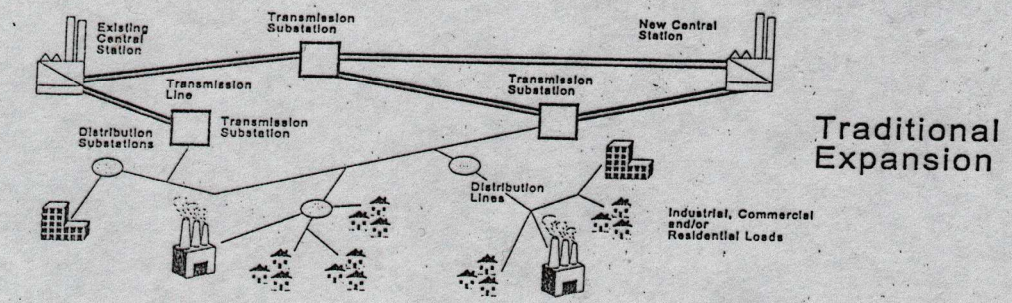 Existing
Central
Station
Transmission
Substation
New Central
Station
Transmission
Line
Transmission
Substation
Transmission
Substation
Distribution
Substations
Traditional
Expansion
Distribution
Lines
Industrial, Commercial
and/or
Residential Loads